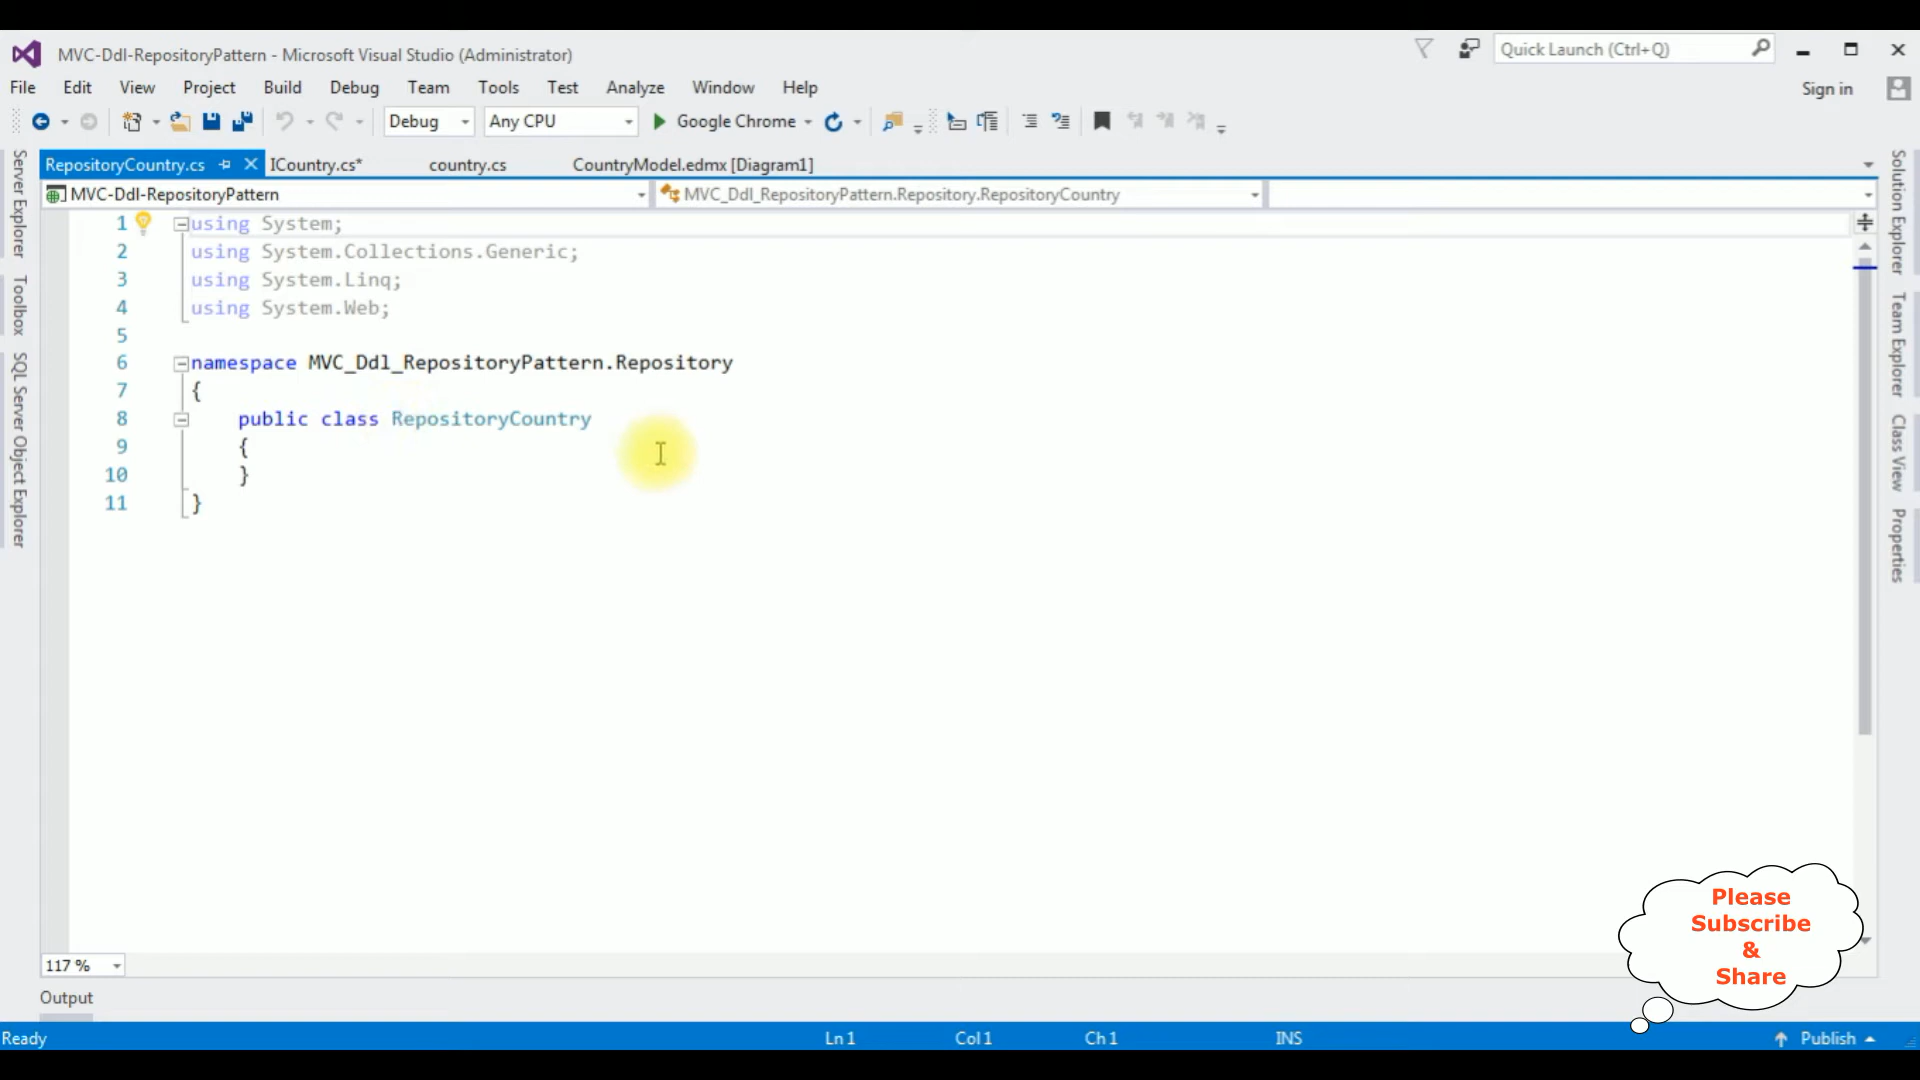 MVC-Ddl-RepositoryPattern - Microsoft Visual Studio (Administrator)
Quick Launch (Ctrl+Q)
File Edit View Project Build Debug Team Tools Test Analyze Window Help
Sign in
Debug Any CPU Google Chrome
RepositoryCountry.cs ICountry.cs* country.cs CountryModel.edmx [Diagram1]
MVC-Ddl-RepositoryPattern MVC_Ddl_RepositoryPattern.Repository.RepositoryCountry
Server Explorer
Toolbox
SQL Server Object Explorer
1 using System;
2 using System.Collections.Generic;
3 using System.Linq;
4 using System.Web;
5
6 namespace MVC_Ddl_RepositoryPattern.Repository
7 {
8 public class RepositoryCountry
9 {
10 }
11 }
Solution Explorer
Team Explorer
Class View
Properties
Please
Subscribe
&
Share
117 %
Output
Ready Ln 1 Col 1 Ch 1 INS Publish